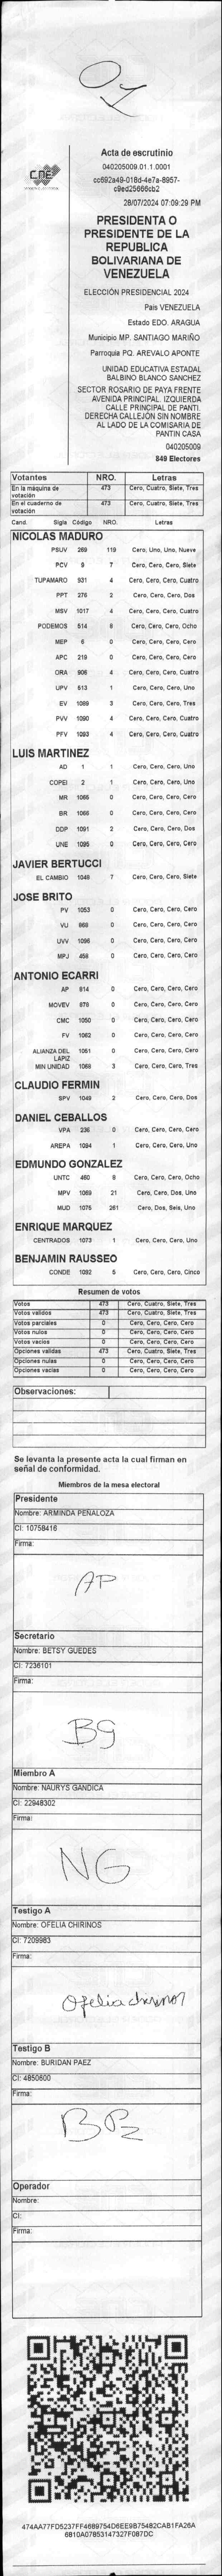 CNE
Acta de escrutinio
040205009.01.1.0001
cc692a49-018d-4e7a-8957-
c9ed25666cb2
28/07/2024 07:09:29 PM
PRESIDENTA O
PRESIDENTE DE LA
REPUBLICA
BOLIVARIANA DE
VENEZUELA
ELECCIÓN PRESIDENCIAL 2024
País VENEZUELA
Estado EDO. ARAGUA
Municipio MP. SANTIAGO MARIÑO
Parroquia PQ. AREVALO APONTE
UNIDAD EDUCATIVA ESTADAL
BALBINO BLANCO SANCHEZ
SECTOR ROSARIO DE PAYA FRENTE
AVENIDA PRINCIPAL. IZQUIERDA
CALLE PRINCIPAL DE PANTI.
DERECHA CALLEJÓN SIN NOMBRE
AL LADO DE LA COMISARIA DE
PANTIN CASA
040205009
849 Electores
Votantes NRO. Letras
En la máquina de votación 473 Cero, Cuatro, Siete, Tres
En el cuaderno de votación 473 Cero, Cuatro, Siete, Tres
Cand. Sigla Código NRO. Letras
NICOLAS MADURO
PSUV 269 119 Cero, Uno, Uno, Nueve
PCV 9 7 Cero, Cero, Cero, Siete
TUPAMARO 931 4 Cero, Cero, Cero, Cuatro
PPT 276 2 Cero, Cero, Cero, Dos
MSV 1017 4 Cero, Cero, Cero, Cuatro
PODEMOS 514 8 Cero, Cero, Cero, Ocho
MEP 6 0 Cero, Cero, Cero, Cero
APC 219 0 Cero, Cero, Cero, Cero
ORA 906 4 Cero, Cero, Cero, Cuatro
UPV 513 1 Cero, Cero, Cero, Uno
EV 1089 3 Cero, Cero, Cero, Tres
PVV 1090 4 Cero, Cero, Cero, Cuatro
PFV 1093 4 Cero, Cero, Cero, Cuatro
LUIS MARTINEZ
AD 1 1 Cero, Cero, Cero, Uno
COPEI 2 1 Cero, Cero, Cero, Uno
MR 1065 0 Cero, Cero, Cero, Cero
BR 1066 0 Cero, Cero, Cero, Cero
DDP 1091 2 Cero, Cero, Cero, Dos
UNE 1095 0 Cero, Cero, Cero, Cero
JAVIER BERTUCCI
EL CAMBIO 1048 7 Cero, Cero, Cero, Siete
JOSE BRITO
PV 1053 0 Cero, Cero, Cero, Cero
VU 868 0 Cero, Cero, Cero, Cero
UVV 1096 0 Cero, Cero, Cero, Cero
MPJ 458 0 Cero, Cero, Cero, Cero
ANTONIO ECARRI
AP 814 0 Cero, Cero, Cero, Cero
MOVEV 878 0 Cero, Cero, Cero, Cero
CMC 1050 0 Cero, Cero, Cero, Cero
FV 1062 0 Cero, Cero, Cero, Cero
ALIANZA DEL LÁPIZ 1061 0 Cero, Cero, Cero, Cero
MIN UNIDAD 1068 3 Cero, Cero, Cero, Tres
CLAUDIO FERMIN
SPV 1049 2 Cero, Cero, Cero, Dos
DANIEL CEBALLOS
VPA 236 0 Cero, Cero, Cero, Cero
AREPA 1094 1 Cero, Cero, Cero, Uno
EDMUNDO GONZALEZ
UNTC 460 8 Cero, Cero, Cero, Ocho
MPV 1069 21 Cero, Cero, Dos, Uno
MUD 1075 261 Cero, Dos, Seis, Uno
ENRIQUE MARQUEZ
CENTRADOS 1073 1 Cero, Cero, Cero, Uno
BENJAMIN RAUSSEO
CONDE 1092 5 Cero, Cero, Cero, Cinco
Resumen de votos
Votos 473 Cero, Cuatro, Siete, Tres
Votos validos 473 Cero, Cuatro, Siete, Tres
Votos parciales 0 Cero, Cero, Cero, Cero
Votos nulos 0 Cero, Cero, Cero, Cero
Votos vacíos 0 Cero, Cero, Cero, Cero
Opciones validas 473 Cero, Cuatro, Siete, Tres
Opciones nulas 0 Cero, Cero, Cero, Cero
Opciones vacías 0 Cero, Cero, Cero, Cero
Observaciones:
Se levanta la presente acta la cual firman en
señal de conformidad.
Miembros de la mesa electoral
Presidente
Nombre: ARMINDA PEÑALOZA
CI: 10758416
Firma:
AP
Secretario
Nombre: BETSY GUEDES
CI: 7236101
Firma:
BG
Miembro A
Nombre: NAURYS GANDICA
CI: 22948302
Firma:
NG
Testigo A
Nombre: OFELIA CHIRINOS
CI: 7209983
Firma:
Ofelia chirinos
Testigo B
Nombre: BURIDAN PAEZ
CI: 4850600
Firma:
BPz
Operador
Nombre:
CI:
Firma:
474AA77FD5237FF4689754D6EE9B75482CAB1FA26A
6B10A07853147327F087DC